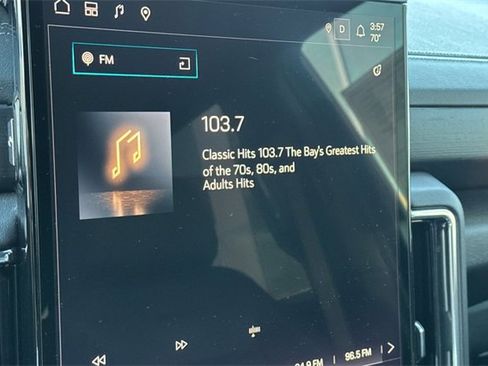 D
3:57
70°
FM
103.7
Classic Hits 103.7 The Bay's Greatest Hits
of the 70s, 80s, and
Adults Hits
96.5 FM